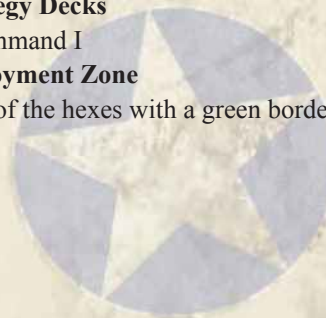 egy Decks
mmand I
oyment Zone
of the hexes with a green borde